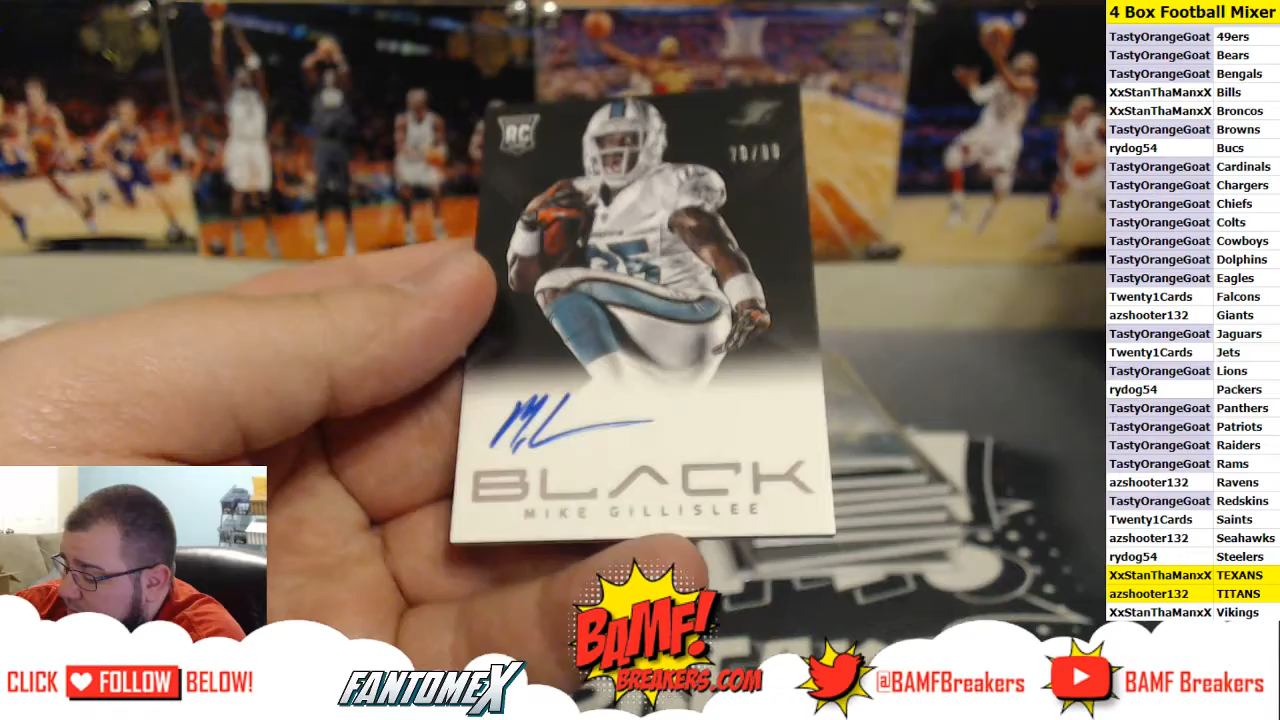 4 Box Football Mixer
TastyOrangeGoat 49ers
TastyOrangeGoat Bears
TastyOrangeGoat Bengals
XxStanThaManxX Bills
XxStanThaManxX Broncos
TastyOrangeGoat Browns
rydog54 Bucs
TastyOrangeGoat Cardinals
TastyOrangeGoat Chargers
TastyOrangeGoat Chiefs
TastyOrangeGoat Colts
TastyOrangeGoat Cowboys
TastyOrangeGoat Dolphins
TastyOrangeGoat Eagles
Twenty1Cards Falcons
azshooter132 Giants
TastyOrangeGoat Jaguars
Twenty1Cards Jets
TastyOrangeGoat Lions
rydog54 Packers
TastyOrangeGoat Panthers
TastyOrangeGoat Patriots
TastyOrangeGoat Raiders
TastyOrangeGoat Rams
azshooter132 Ravens
TastyOrangeGoat Redskins
Twenty1Cards Saints
azshooter132 Seahawks
rydog54 Steelers
XxStanThaManxX TEXANS
azshooter132 TITANS
XxStanThaManxX Vikings
RC
BLACK
MIKE GILLISLEE
CLICK FOLLOW BELOW!
FANTOMEX
BAMF!
BREAKERS.COM
@BAMFBreakers
BAMF Breakers